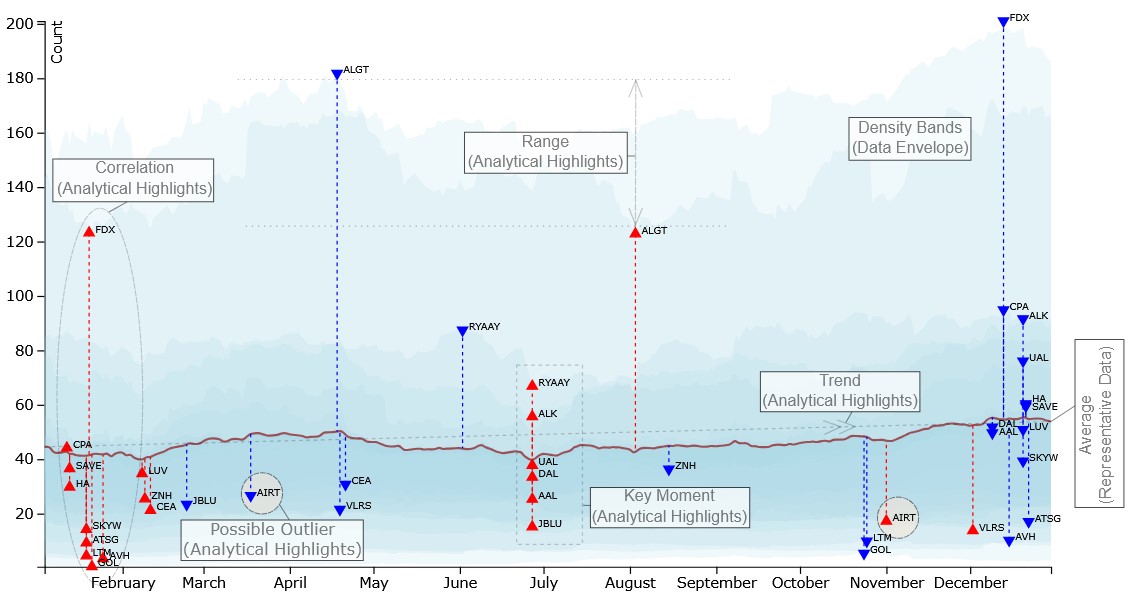 200
180
160
140
120
100
80
60
40
20
Count
FDX
ALGT
Correlation
(Analytical Highlights)
Range
(Analytical Highlights)
Density Bands
(Data Envelope)
FDX
ALGT
CPA
ALK
RYAAY
UAL
RYAAY
Trend
(Analytical Highlights)
HA
SAVE
ALK
DAL
AAL
LUV
Average
(Representative Data)
CPA
SAVE
HA
LUV
UAL
DAL
ZNH
SKYW
CEA
ZNH
CEA
JBLU
AIRT
VLRS
AAL
JBLU
Key Moment
(Analytical Highlights)
AIRT
ATSG
SKYW
ATSG
LTM
AVH
GOL
Possible Outlier
(Analytical Highlights)
LTM
GOL
VLRS
AVH
February
March
April
May
June
July
August
September
October
November
December